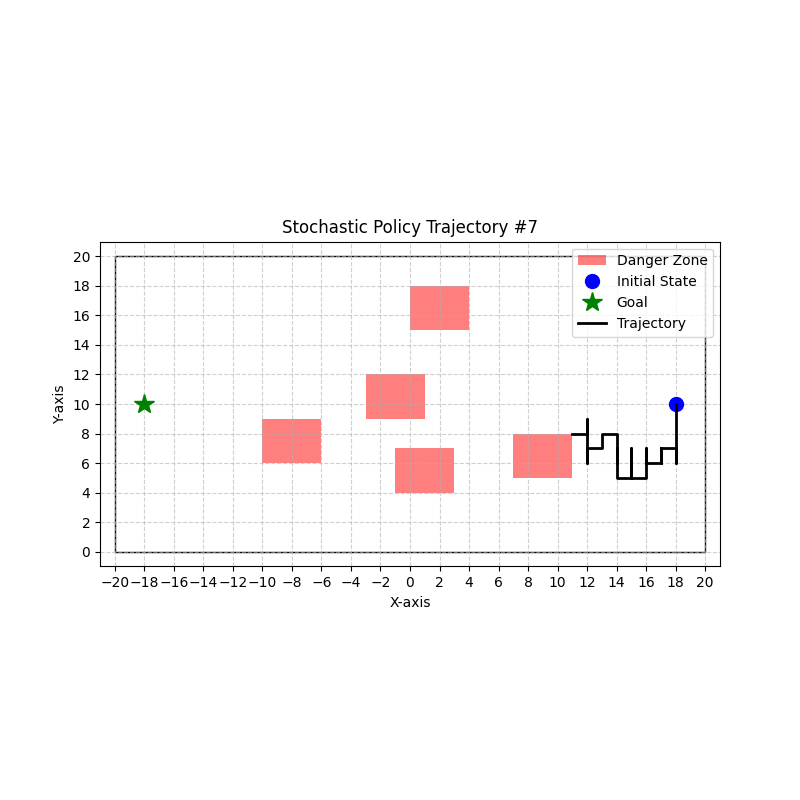 Stochastic Policy Trajectory #7
Danger Zone
Initial State
Goal
Trajectory
Y-axis
20
18
16
14
12
10
8
6
4
2
0
−20 −18 −16 −14 −12 −10 −8 −6 −4 −2 0 2 4 6 8 10 12 14 16 18 20
X-axis